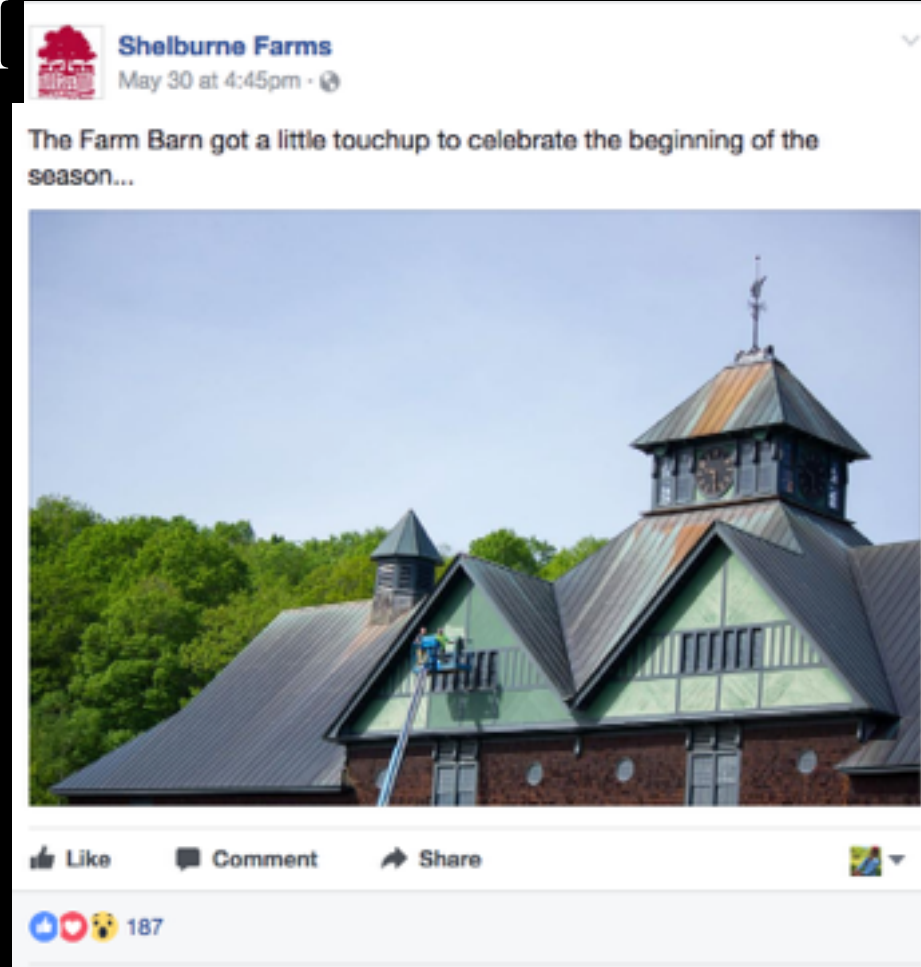 Shelburne Farms
May 30 at 4:45pm ·
The Farm Barn got a little touchup to celebrate the beginning of the
season...
Like Comment Share
187